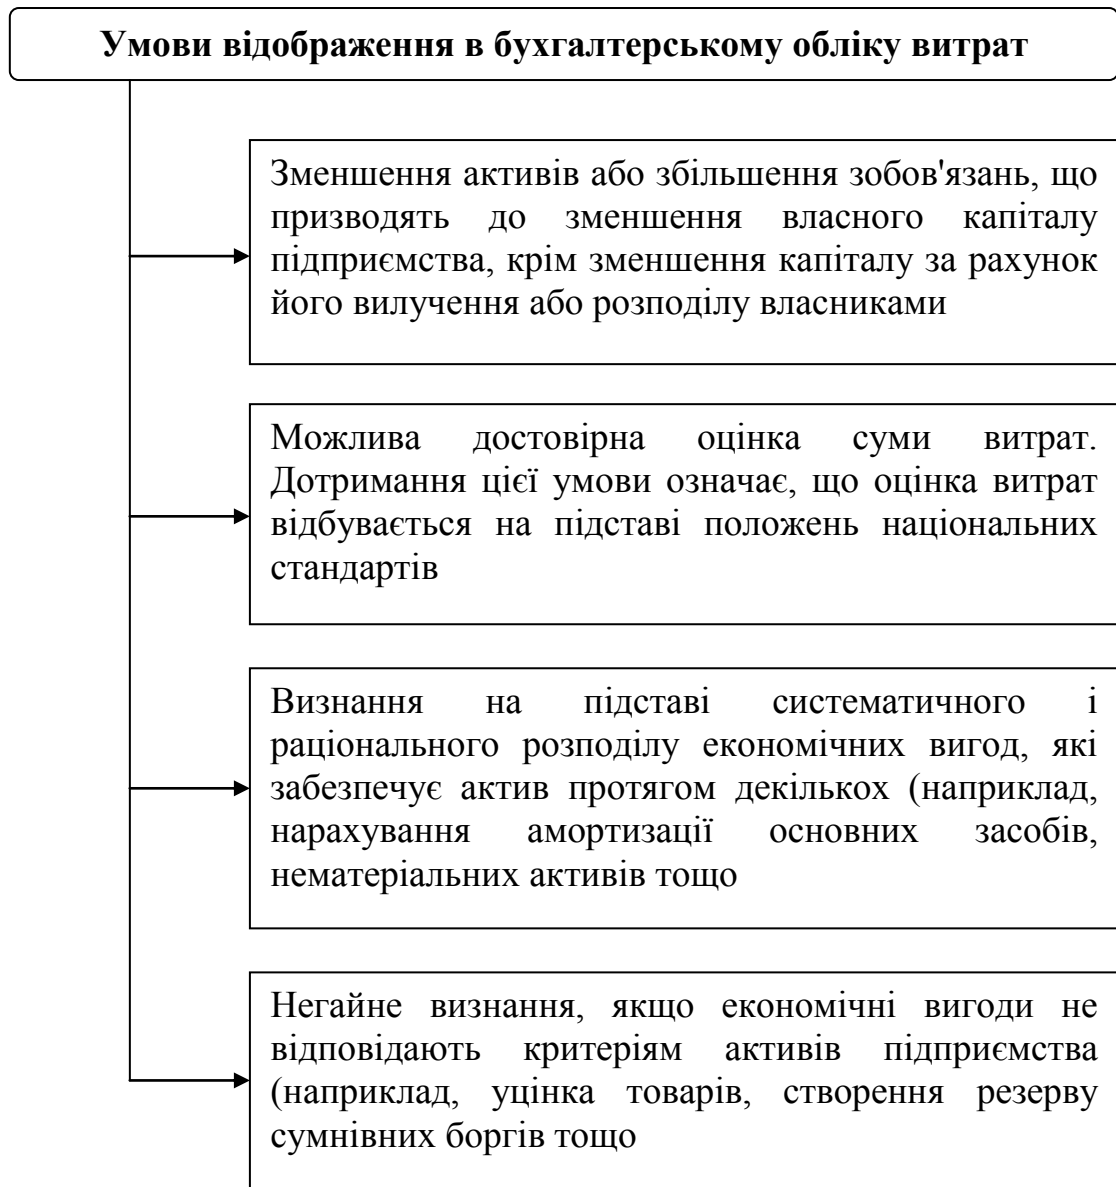 Умови відображення в бухгалтерському обліку витрат
Зменшення активів або збільшення зобов'язань, що
призводять до зменшення власного капіталу
підприємства, крім зменшення капіталу за рахунок
його вилучення або розподілу власниками
Можлива достовірна оцінка суми витрат.
Дотримання цієї умови означає, що оцінка витрат
відбувається на підставі положень національних
стандартів
Визнання на підставі систематичного і
раціонального розподілу економічних вигод, які
забезпечує актив протягом декількох (наприклад,
нарахування амортизації основних засобів,
нематеріальних активів тощо
Негайне визнання, якщо економічні вигоди не
відповідають критеріям активів підприємства
(наприклад, уцінка товарів, створення резерву
сумнівних боргів тощо